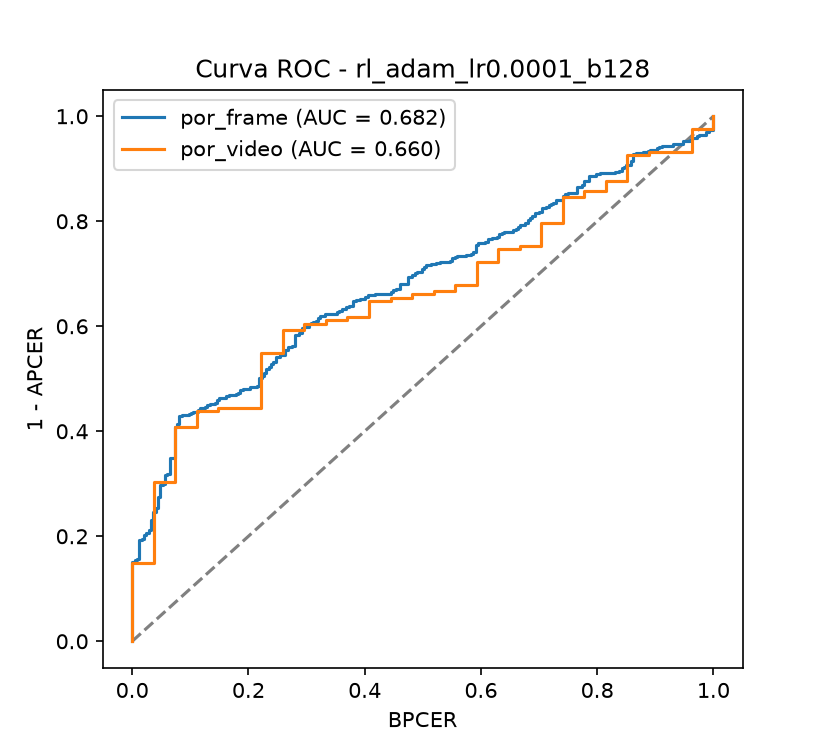 Curva ROC - rl_adam_lr0.0001_b128
por_frame (AUC = 0.682)
por_video (AUC = 0.660)
1.0
0.8
0.6
0.4
0.2
0.0
1 - APCER
0.0 0.2 0.4 0.6 0.8 1.0
BPCER